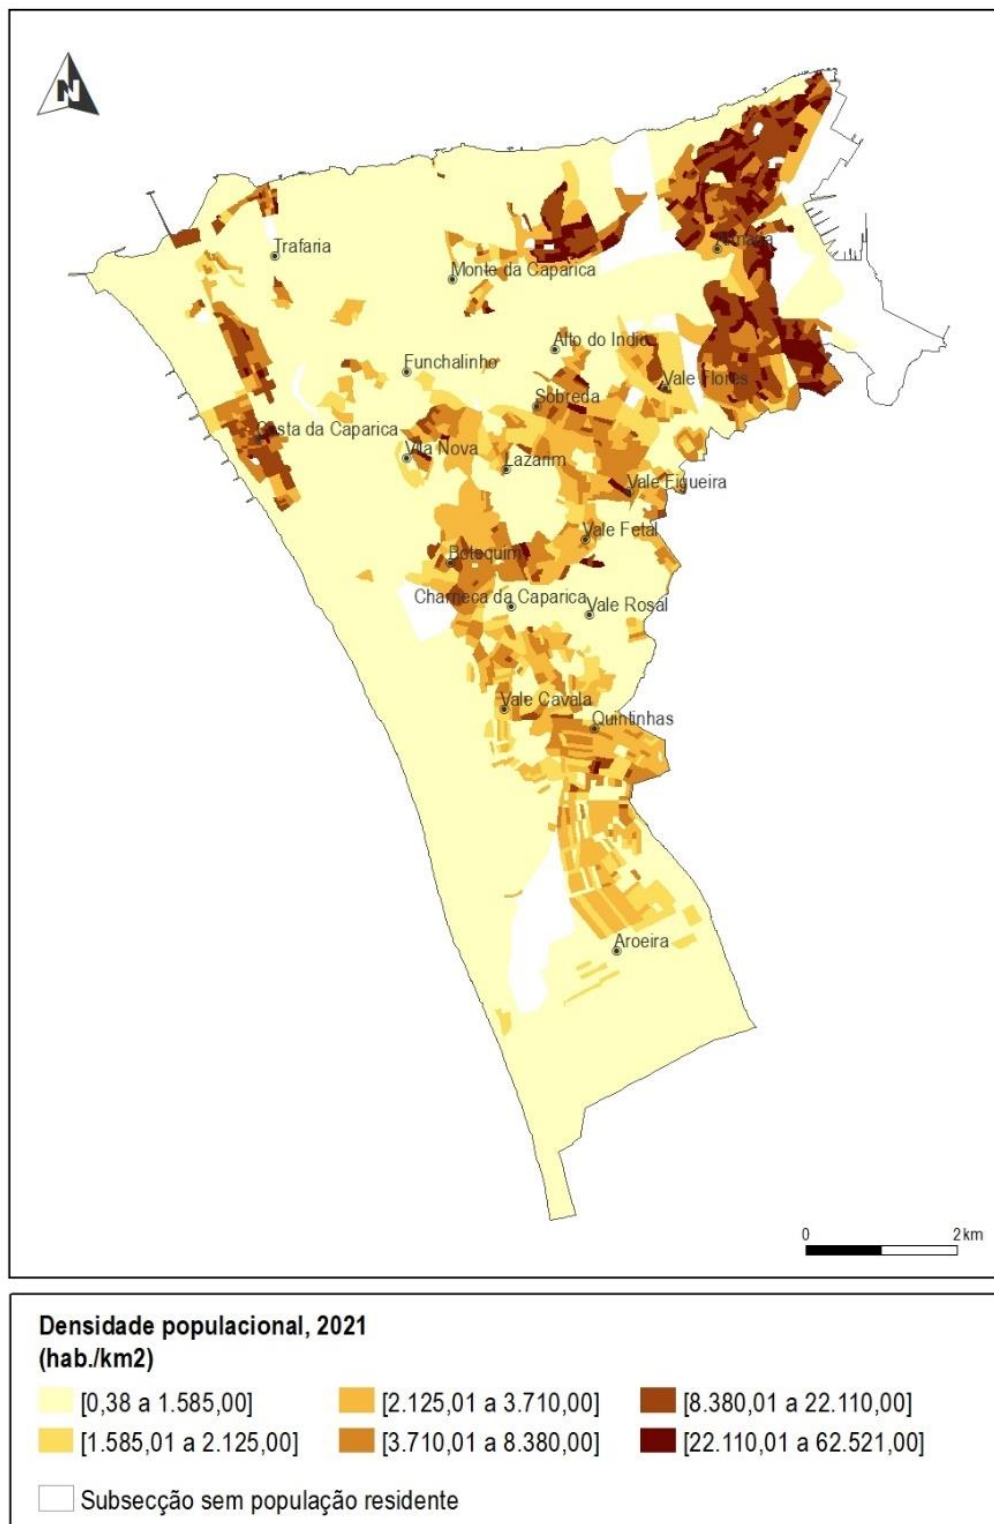 N
Almada
Trafaria
Monte da Caparica
Alto do Indio
Funchalinho
Vale Flores
Sobreda
Costa da Caparica
Vila Nova
Lazarim
Vale Figueira
Vale Fetal
Botequim
Charneca da Caparica
Vale Rosal
Vale Cavala
Quintinhas
Aroeira
0 2 km
Densidade populacional, 2021
(hab./km2)
[0,38 a 1.585,00] [2.125,01 a 3.710,00] [8.380,01 a 22.110,00]
[1.585,01 a 2.125,00] [3.710,01 a 8.380,00] [22.110,01 a 62.521,00]
Subsecção sem população residente